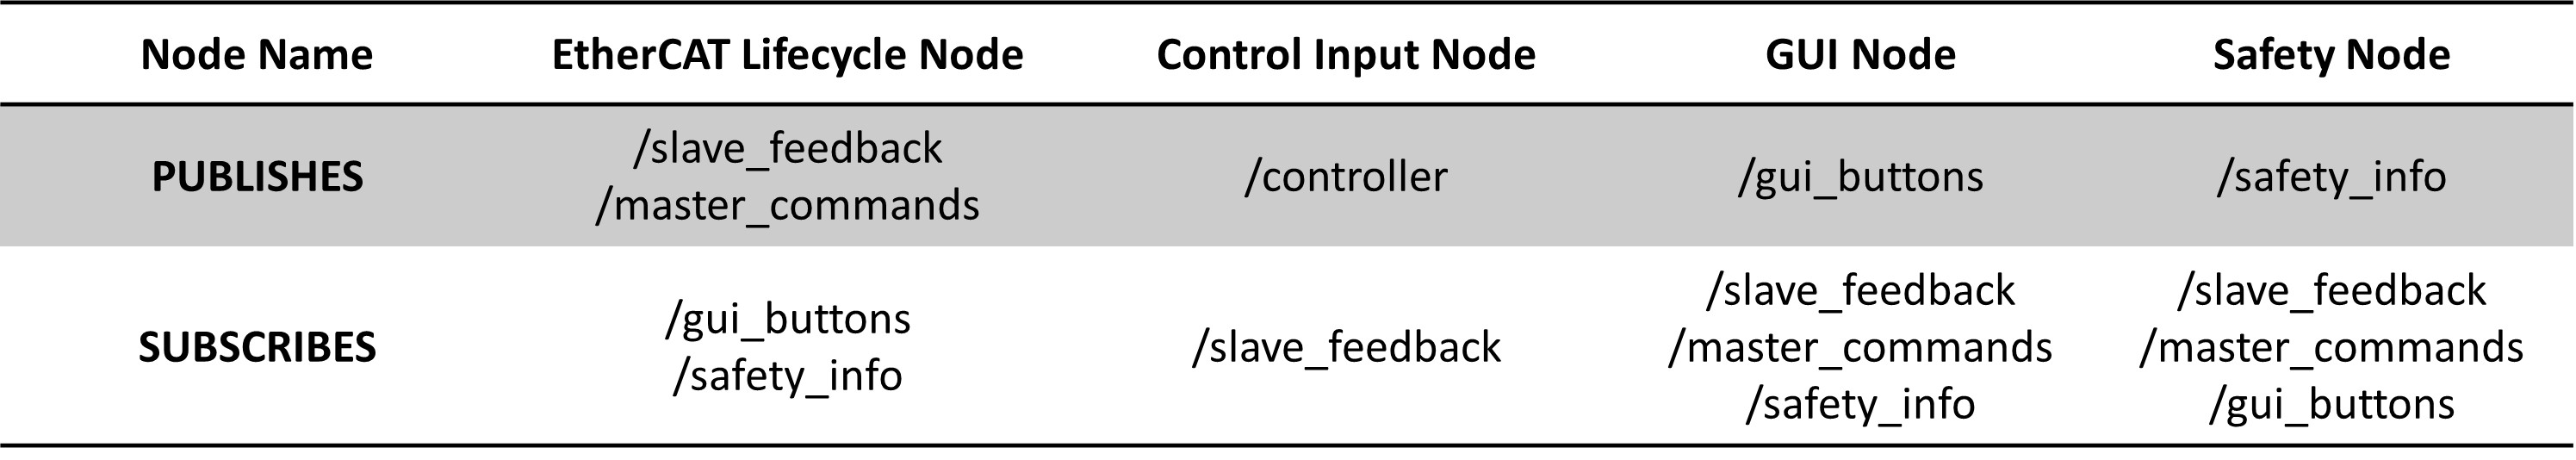 Node Name EtherCAT Lifecycle Node Control Input Node GUI Node Safety Node
PUBLISHES
/slave_feedback
/master_commands
/controller
/gui_buttons
/safety_info
SUBSCRIBES
/gui_buttons
/safety_info
/slave_feedback
/slave_feedback
/master_commands
/safety_info
/slave_feedback
/master_commands
/gui_buttons